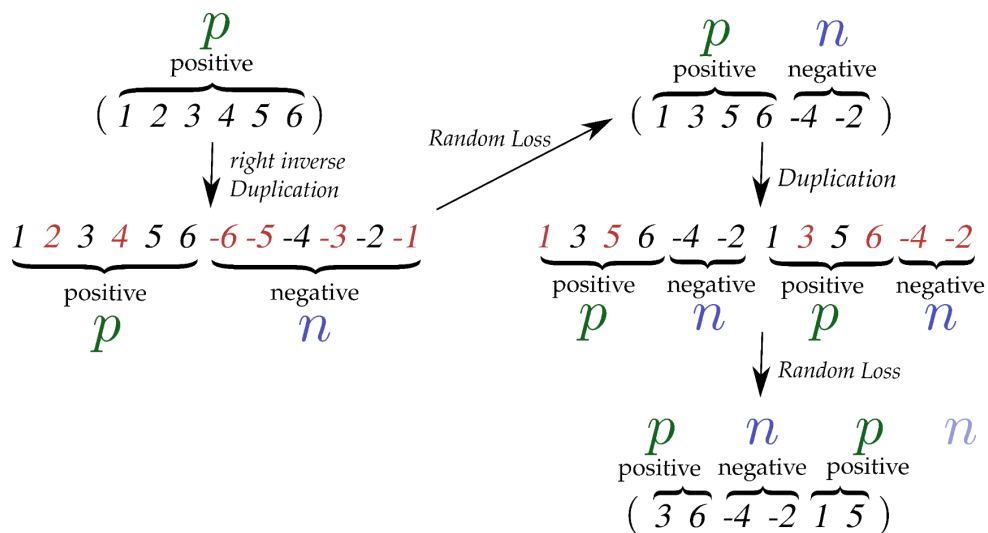 p
positive
( 1 2 3 4 5 6 )
right inverse
Duplication
1 2 3 4 5 6 -6 -5 -4 -3 -2 -1
positive negative
p n
Random Loss
p n
positive negative
( 1 3 5 6 -4 -2 )
Duplication
1 3 5 6 -4 -2 1 3 5 6 -4 -2
positive negative positive negative
p n p n
Random Loss
p n p n
positive negative positive
( 3 6 -4 -2 1 5 )